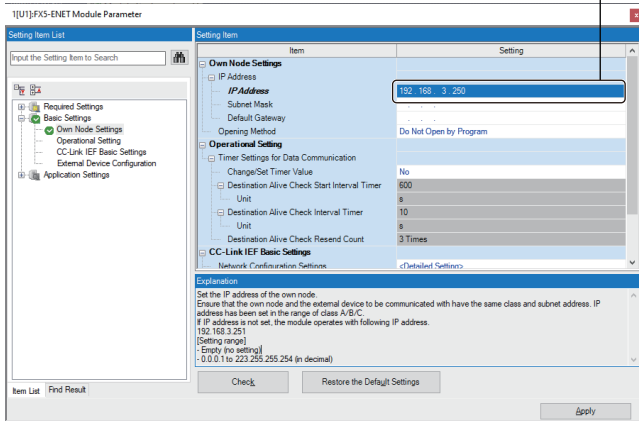 1[U1]:FX5-ENET Module Parameter
Setting Item List
Setting Item
Input the Setting Item to Search
Item
Setting
Required Settings
Basic Settings
Own Node Settings
Operational Setting
CC-Link IEF Basic Settings
External Device Configuration
Application Settings
Own Node Settings
IP Address
IP Address 192 . 168 . 3 . 250
Subnet Mask . . .
Default Gateway . . .
Opening Method Do Not Open by Program
Operational Setting
Timer Settings for Data Communication
Change/Set Timer Value No
Destination Alive Check Start Interval Timer 600
Unit s
Destination Alive Check Interval Timer 10
Unit s
Destination Alive Check Resend Count 3 Times
CC-Link IEF Basic Settings
Network Configuration Settings <Detailed Setting>
Explanation
Set the IP address of the own node.
Ensure that the own node and the external device to be communicated with have the same class and subnet address. IP
address has been set in the range of class A/B/C.
If IP address is not set, the module operates with following IP address.
192.168.3.251
[Setting range]
- Empty (no setting)
- 0.0.0.1 to 223.255.255.254 (in decimal)
Item List Find Result
Check Restore the Default Settings
Apply